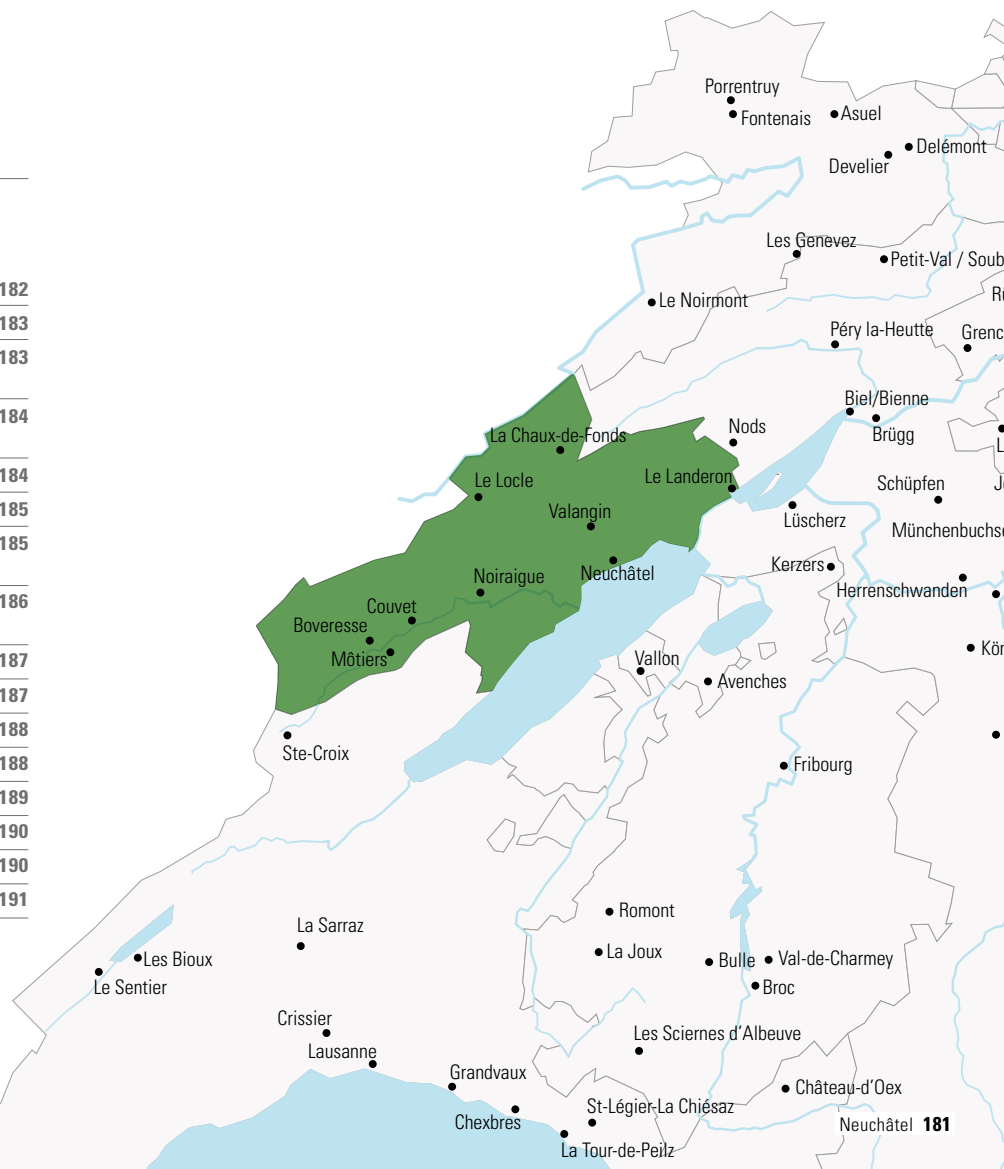 Porrentruy
Fontenais
Asuel
Delémont
Develier
Les Genevez
Petit-Val / Soub
Le Noirmont
182
183
183
Péry la-Heutte
Grenc
184
Biel/Bienne
Brügg
La Chaux-de-Fonds
Nods
184
Le Locle
Le Landeron
Schüpfen
185
Valangin
Lüscherz
Münchenbuchs
185
Neuchâtel
Kerzers
Noiraigue
Herrenschwanden
186
Couvet
Boveresse
Môtiers
187
Vallon
Kön
187
Avenches
188
Ste-Croix
188
Fribourg
189
190
190
191
Romont
La Sarraz
La Joux
Les Bioux
Bulle
Val-de-Charmey
Le Sentier
Broc
Crissier
Les Sciernes d'Albeuve
Lausanne
Grandvaux
Château-d'Oex
Chexbres
St-Légier-La Chiésaz
La Tour-de-Peilz
Neuchâtel 181